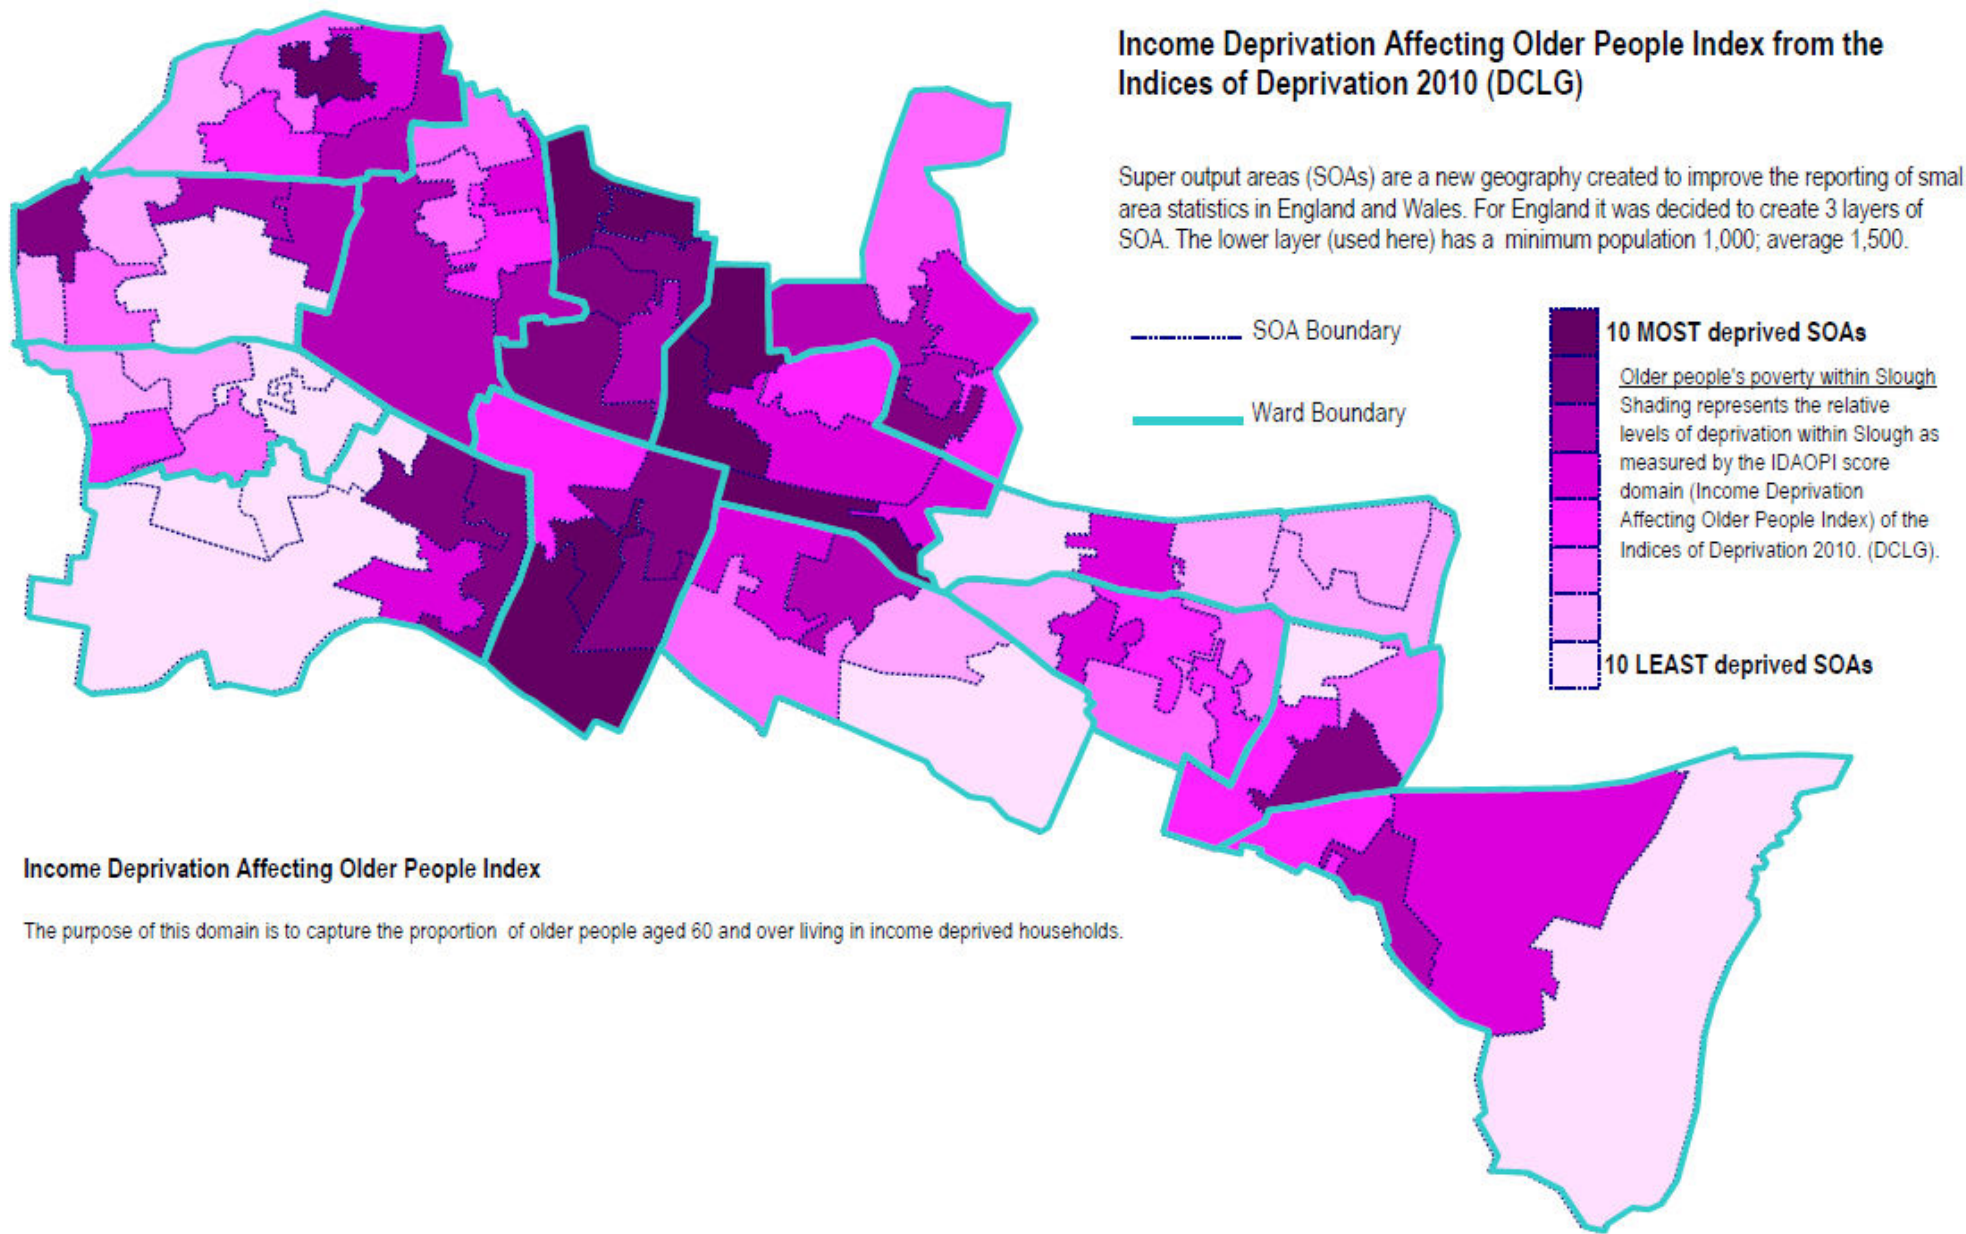 Income Deprivation Affecting Older People Index from the
Indices of Deprivation 2010 (DCLG)
Super output areas (SOAs) are a new geography created to improve the reporting of smal
area statistics in England and Wales. For England it was decided to create 3 layers of
SOA. The lower layer (used here) has a minimum population 1,000; average 1,500.
SOA Boundary
Ward Boundary
10 MOST deprived SOAs
Older people's poverty within Slough
Shading represents the relative
levels of deprivation within Slough as
measured by the IDAOPI score
domain (Income Deprivation
Affecting Older People Index) of the
Indices of Deprivation 2010. (DCLG).
10 LEAST deprived SOAs
Income Deprivation Affecting Older People Index
The purpose of this domain is to capture the proportion of older people aged 60 and over living in income deprived households.